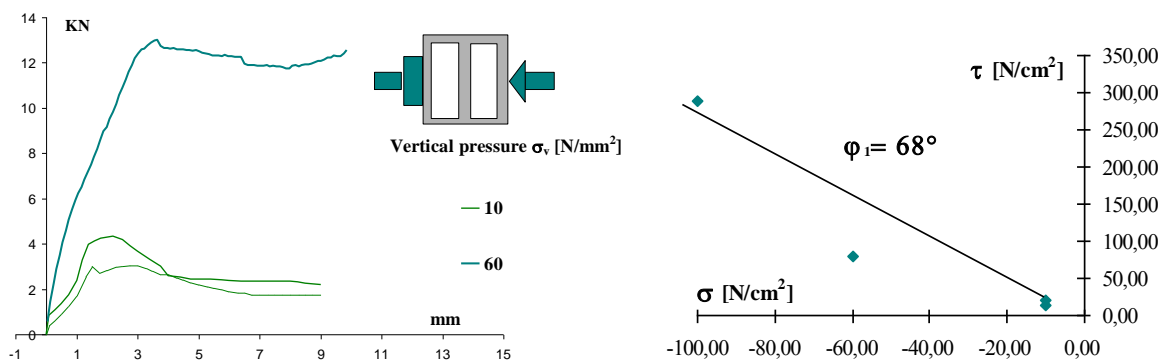 KN
14
12
10
8
6
4
2
0
-1 1 3 5 7 9 11 13 15
mm
Vertical pressure σv [N/mm²]
10
60
τ [N/cm²]
350,00
300,00
250,00
200,00
150,00
100,00
50,00
0,00
φ1= 68°
σ [N/cm²]
-100,00 -80,00 -60,00 -40,00 -20,00 0,00